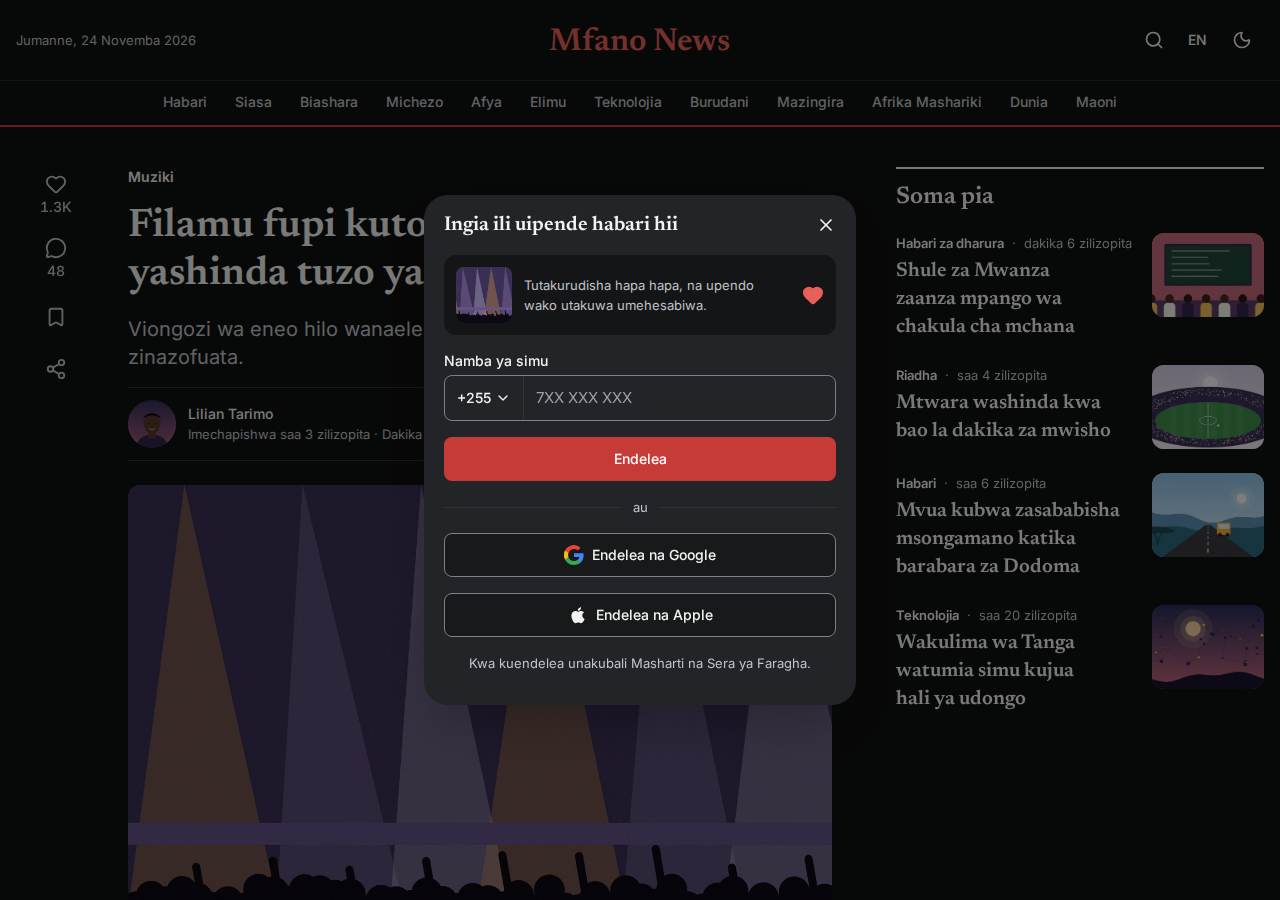 Jumanne, 24 Novemba 2026
Mfano News
EN
Habari Siasa Biashara Michezo Afya Elimu Teknolojia Burudani Mazingira Afrika Mashariki Dunia Maoni
1.3K
48
Muziki
Filamu fupi kuto
yashinda tuzo ya
Viongozi wa eneo hilo wanaele
zinazofuata.
Lilian Tarimo
Imechapishwa saa 3 zilizopita · Dakika
Ingia ili uipende habari hii
Tutakurudisha hapa hapa, na upendo
wako utakuwa umehesabiwa.
Namba ya simu
+255 7XX XXX XXX
Endelea
au
Endelea na Google
Endelea na Apple
Kwa kuendelea unakubali Masharti na Sera ya Faragha.
Soma pia
Habari za dharura · dakika 6 zilizopita
Shule za Mwanza
zaanza mpango wa
chakula cha mchana
Riadha · saa 4 zilizopita
Mtwara washinda kwa
bao la dakika za mwisho
Habari · saa 6 zilizopita
Mvua kubwa zasababisha
msongamano katika
barabara za Dodoma
Teknolojia · saa 20 zilizopita
Wakulima wa Tanga
watumia simu kujua
hali ya udongo